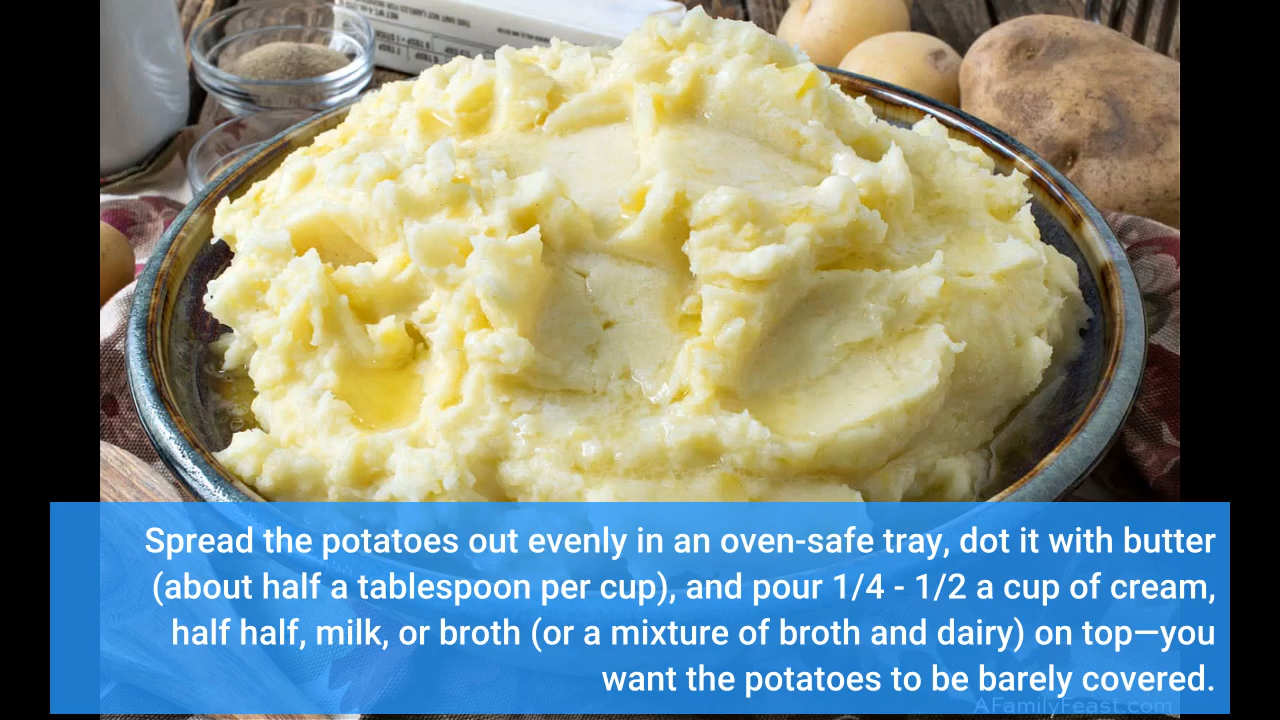 Spread the potatoes out evenly in an oven-safe tray, dot it with butter
(about half a tablespoon per cup), and pour 1/4 - 1/2 a cup of cream,
half half, milk, or broth (or a mixture of broth and dairy) on top—you
want the potatoes to be barely covered.
AFamilyFeast.com